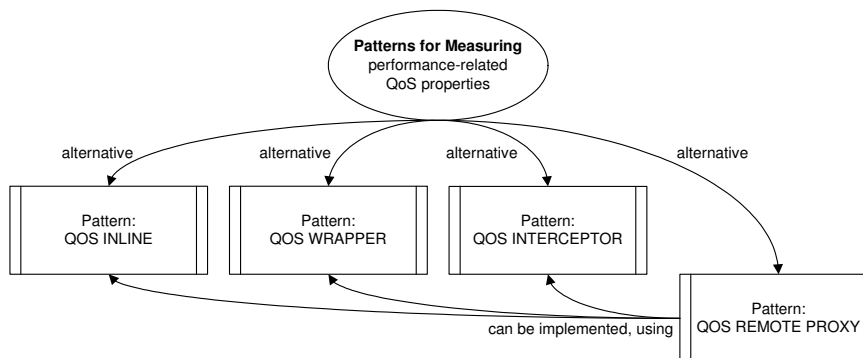 Patterns for Measuring
performance-related
QoS properties
alternative
alternative
alternative
alternative
Pattern:
QOS INLINE
Pattern:
QOS WRAPPER
Pattern:
QOS INTERCEPTOR
Pattern:
QOS REMOTE PROXY
can be implemented, using